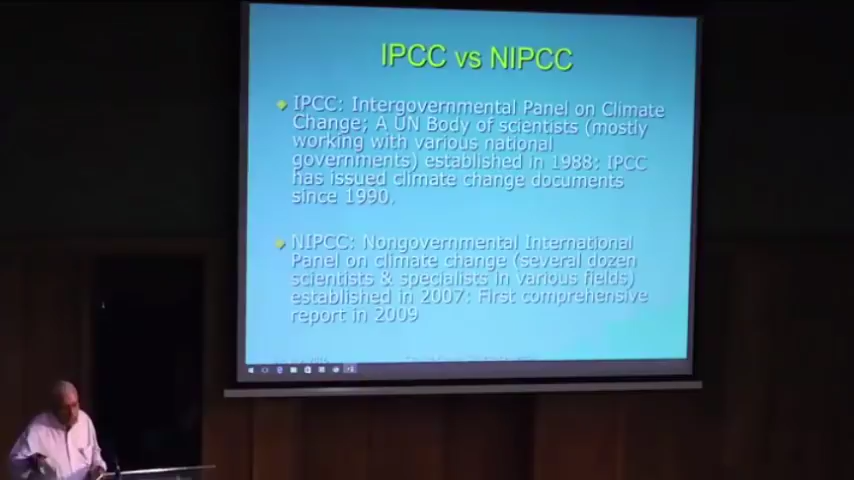 IPCC vs NIPCC
IPCC: Intergovernmental Panel on Climate
Change; A UN Body of scientists (mostly
working with various national
governments) established in 1988: IPCC
has issued climate change documents
since 1990.
NIPCC: Nongovernmental International
Panel on climate change (several dozen
scientists & specialists in various fields)
established in 2007: First comprehensive
report in 2009